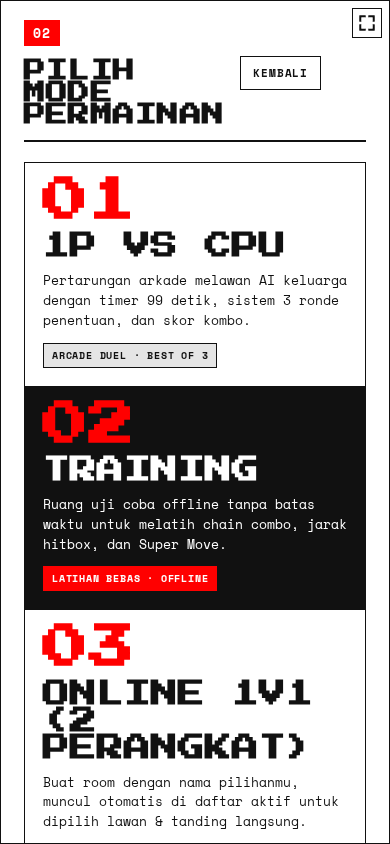 02
PILIH
MODE
PERMAINAN
KEMBALI
01
1P VS CPU
Pertarungan arkade melawan AI keluarga
dengan timer 99 detik, sistem 3 ronde
penentuan, dan skor kombo.
ARCADE DUEL · BEST OF 3
02
TRAINING
Ruang uji coba offline tanpa batas
waktu untuk melatih chain combo, jarak
hitbox, dan Super Move.
LATIHAN BEBAS · OFFLINE
03
ONLINE 1V1
(2
PERANGKAT)
Buat room dengan nama pilihanmu,
muncul otomatis di daftar aktif untuk
dipilih lawan & tanding langsung.